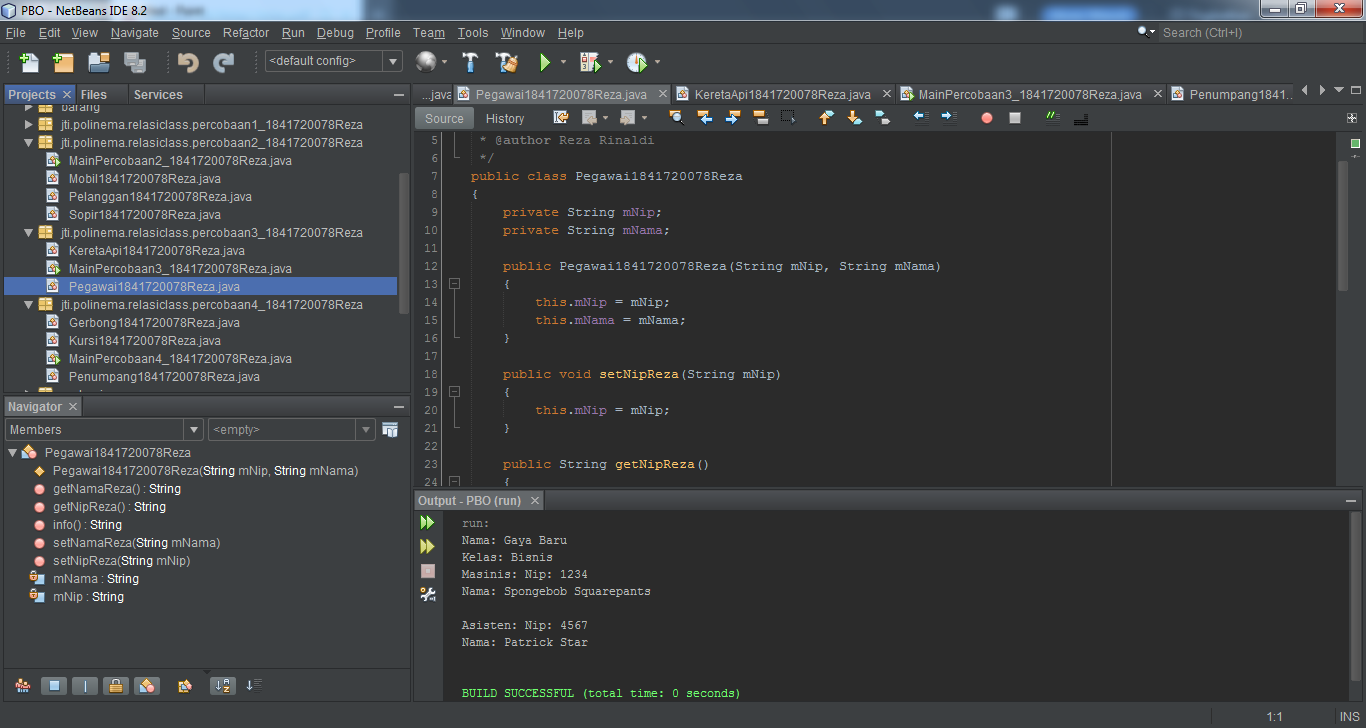 PBO - NetBeans IDE 8.2
File Edit View Navigate Source Refactor Run Debug Profile Team Tools Window Help
Search (Ctrl+I)
<default config>
Projects Files Services
barang
jti.polinema.relasiclass.percobaan1_1841720078Reza
jti.polinema.relasiclass.percobaan2_1841720078Reza
MainPercobaan2_1841720078Reza.java
Mobil1841720078Reza.java
Pelanggan1841720078Reza.java
Sopir1841720078Reza.java
jti.polinema.relasiclass.percobaan3_1841720078Reza
KeretaApi1841720078Reza.java
MainPercobaan3_1841720078Reza.java
Pegawai1841720078Reza.java
jti.polinema.relasiclass.percobaan4_1841720078Reza
Gerbong1841720078Reza.java
Kursi1841720078Reza.java
MainPercobaan4_1841720078Reza.java
Penumpang1841720078Reza.java
Navigator
Members <empty>
Pegawai1841720078Reza
Pegawai1841720078Reza(String mNip, String mNama)
getNamaReza() : String
getNipReza() : String
info() : String
setNamaReza(String mNama)
setNipReza(String mNip)
mNama : String
mNip : String
...java Pegawai1841720078Reza.java KeretaApi1841720078Reza.java MainPercobaan3_1841720078Reza.java Penumpang1841...
Source History
5 * @author Reza Rinaldi
6 */
7 public class Pegawai1841720078Reza
8 {
9 private String mNip;
10 private String mNama;
11
12 public Pegawai1841720078Reza(String mNip, String mNama)
13 {
14 this.mNip = mNip;
15 this.mNama = mNama;
16 }
17
18 public void setNipReza(String mNip)
19 {
20 this.mNip = mNip;
21 }
22
23 public String getNipReza()
24 {
Output - PBO (run)
run:
Nama: Gaya Baru
Kelas: Bisnis
Masinis: Nip: 1234
Nama: Spongebob Squarepants
Asisten: Nip: 4567
Nama: Patrick Star
BUILD SUCCESSFUL (total time: 0 seconds)
1:1 INS